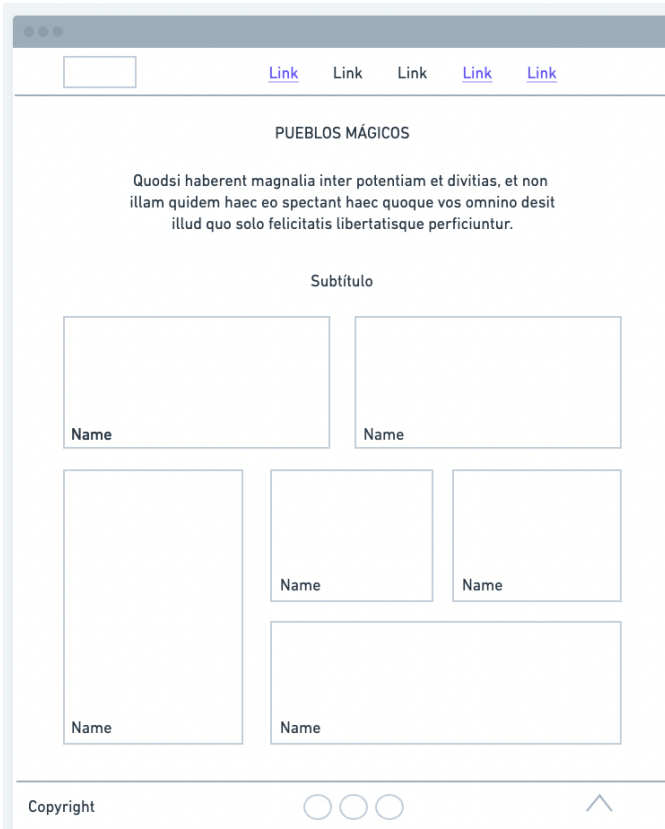 Link Link Link Link Link
PUEBLOS MÁGICOS
Quodsi haberent magnalia inter potentiam et divitias, et non
illam quidem haec eo spectant haec quoque vos omnino desit
illud quo solo felicitatis libertatisque perficiuntur.
Subtítulo
Name Name
Name Name
Name Name
Copyright